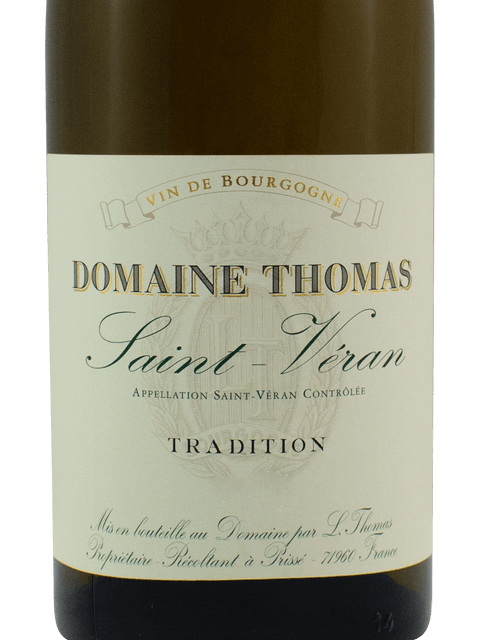 VIN DE BOURGOGNE
DOMAINE THOMAS
Saint-Véran
APPELLATION SAINT-VÉRAN CONTRÔLÉE
TRADITION
Mis en bouteille au Domaine par L. Thomas
Propriétaire - Récoltant à Prissé - 71960 France